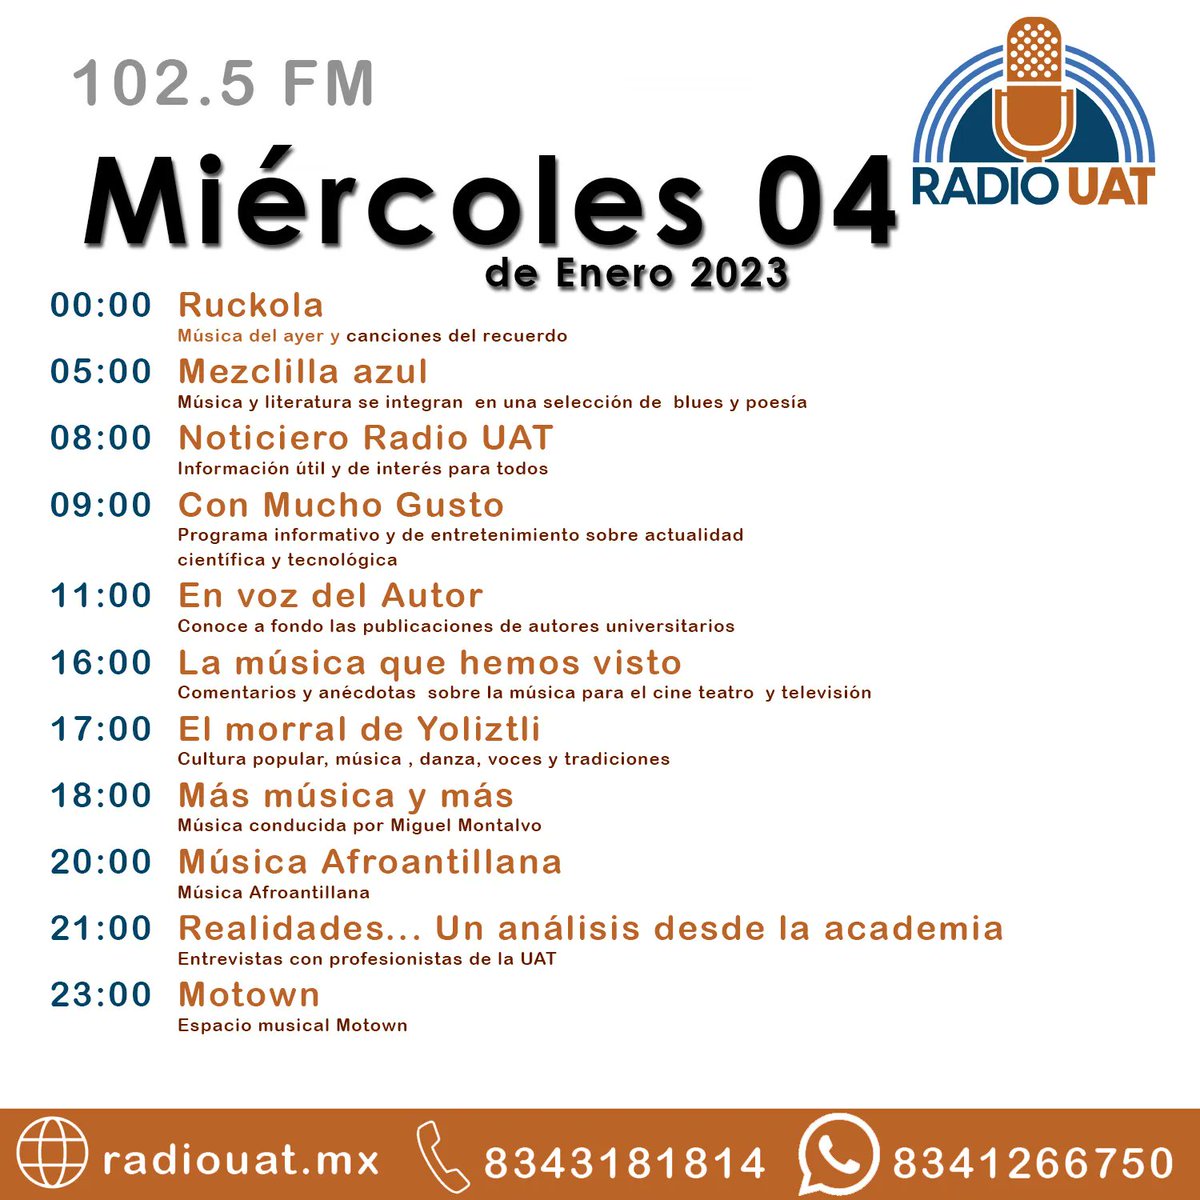 102.5 FM
RADIO UAT
Miércoles 04
de Enero 2023
00:00 Ruckola
Música del ayer y canciones del recuerdo
05:00 Mezclilla azul
Música y literatura se integran en una selección de blues y poesía
08:00 Noticiero Radio UAT
Información útil y de interés para todos
09:00 Con Mucho Gusto
Programa informativo y de entretenimiento sobre actualidad
científica y tecnológica
11:00 En voz del Autor
Conoce a fondo las publicaciones de autores universitarios
16:00 La música que hemos visto
Comentarios y anécdotas sobre la música para el cine teatro y televisión
17:00 El morral de Yoliztli
Cultura popular, música , danza, voces y tradiciones
18:00 Más música y más
Música conducida por Miguel Montalvo
20:00 Música Afroantillana
Música Afroantillana
21:00 Realidades... Un análisis desde la academia
Entrevistas con profesionistas de la UAT
23:00 Motown
Espacio musical Motown
radiouat.mx 8343181814 8341266750